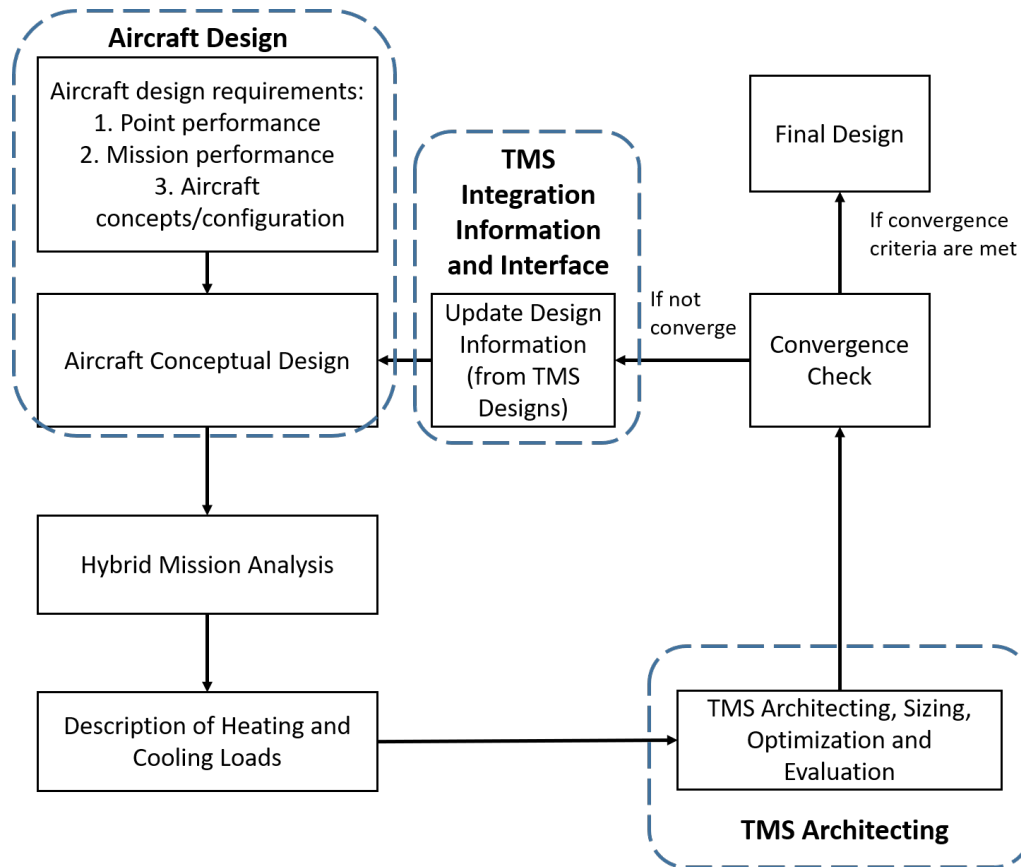 Aircraft Design
Aircraft design requirements:
1. Point performance
2. Mission performance
3. Aircraft
concepts/configuration
Aircraft Conceptual Design
TMS
Integration
Information
and Interface
Update Design
Information
(from TMS
Designs)
If not
converge
Final Design
If convergence
criteria are met
Convergence
Check
Hybrid Mission Analysis
Description of Heating and
Cooling Loads
TMS Architecting, Sizing,
Optimization and
Evaluation
TMS Architecting